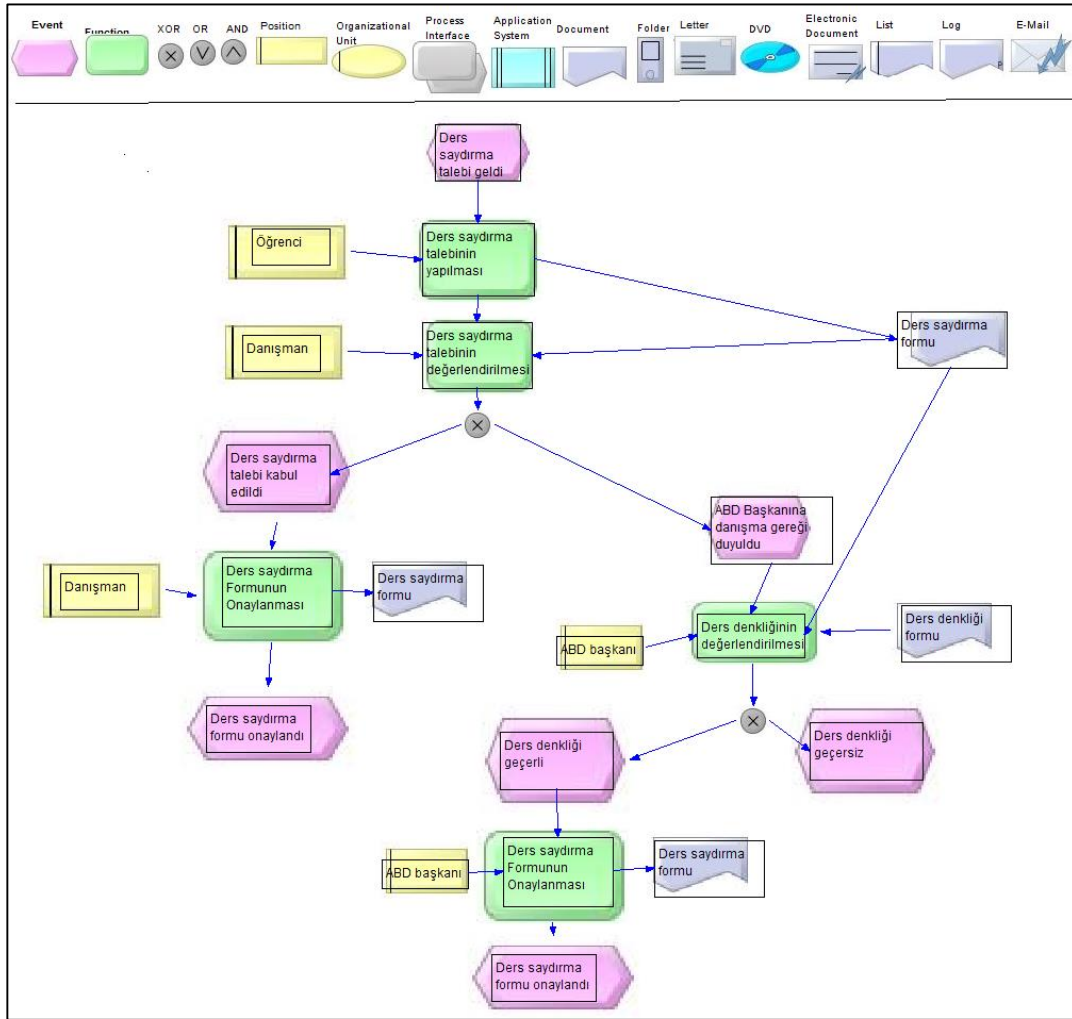 Event
Function
XOR
OR
AND
Position
Organizational
Unit
Process
Interface
Application
System
Document
Folder
Letter
DVD
Electronic
Document
List
Log
E-Mail
Ders
saydırma
talebi geldi
Öğrenci
Ders saydırma
talebinin
yapılması
Danışman
Ders saydırma
talebinin
değerlendirilmesi
Ders saydırma
formu
Ders saydırma
talebi kabul
edildi
ABD Başkanına
danışma gereği
duyuldu
Danışman
Ders saydırma
Formunun
Onaylanması
Ders saydırma
formu
ABD başkanı
Ders denkliğinin
değerlendirilmesi
Ders denkliği
formu
Ders saydırma
formu onaylandı
Ders denkliği
geçerli
Ders denkliği
geçersiz
ABD başkanı
Ders saydırma
Formunun
Onaylanması
Ders saydırma
formu
Ders saydırma
formu onaylandı